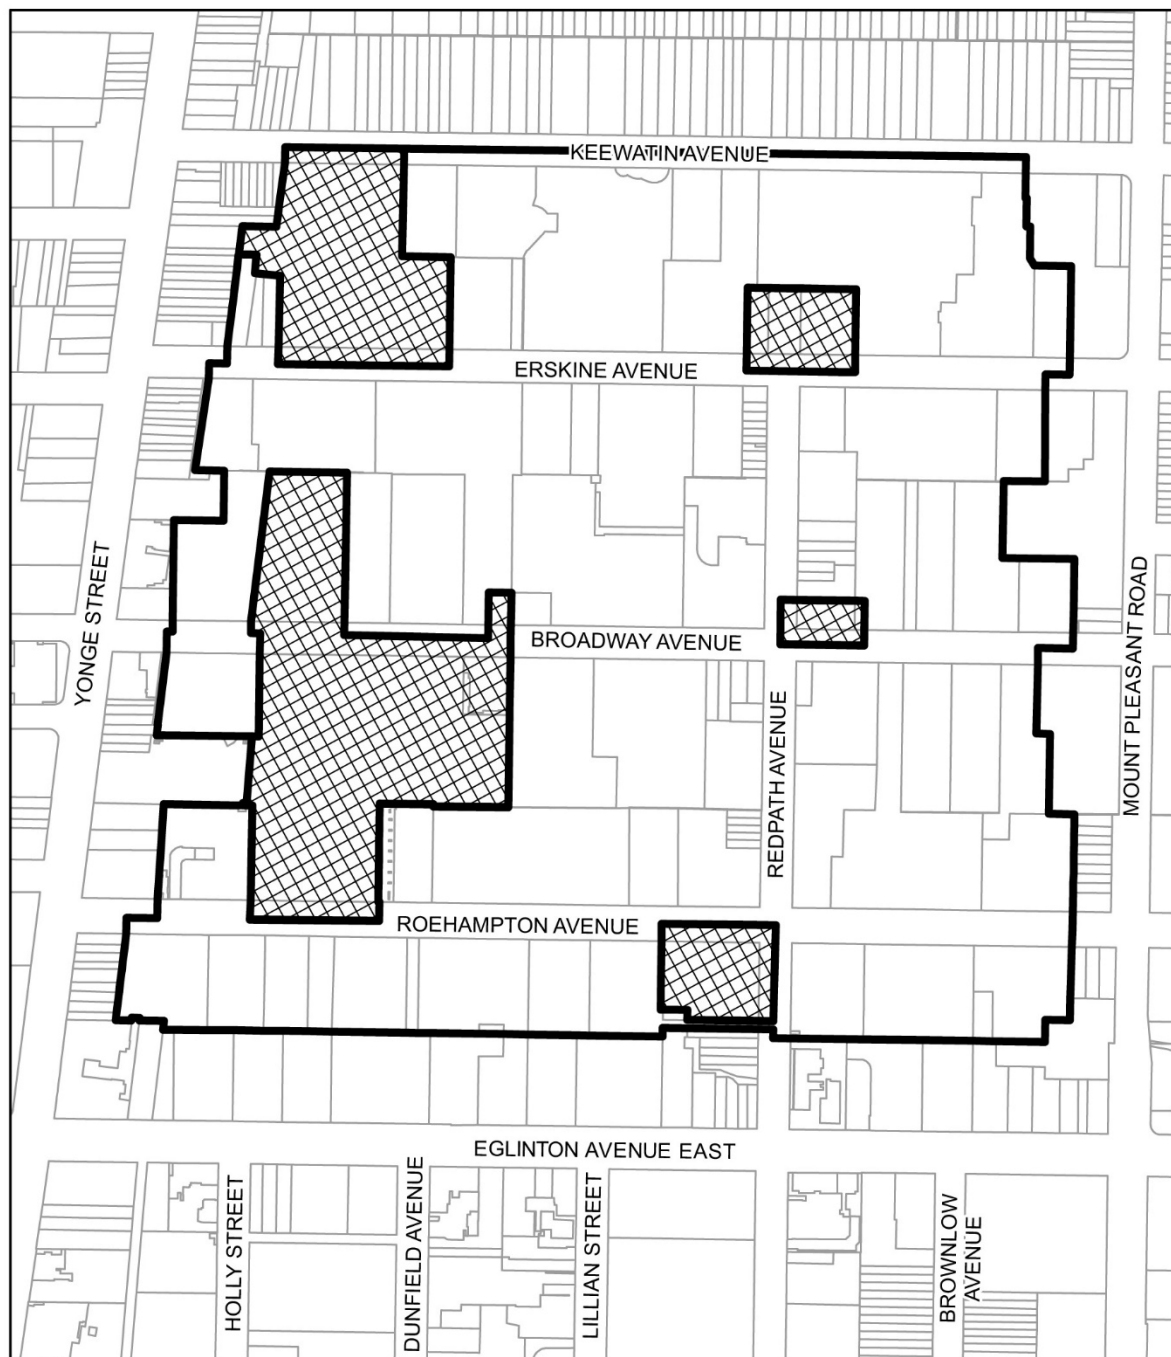 KEEWATIN AVENUE
ERSKINE AVENUE
YONGE STREET
BROADWAY AVENUE
MOUNT PLEASANT ROAD
REDPATH AVENUE
ROEHAMPTON AVENUE
EGLINTON AVENUE EAST
HOLLY STREET
DUNFIELD AVENUE
LILLIAN STREET
BROWNLOW
AVENUE